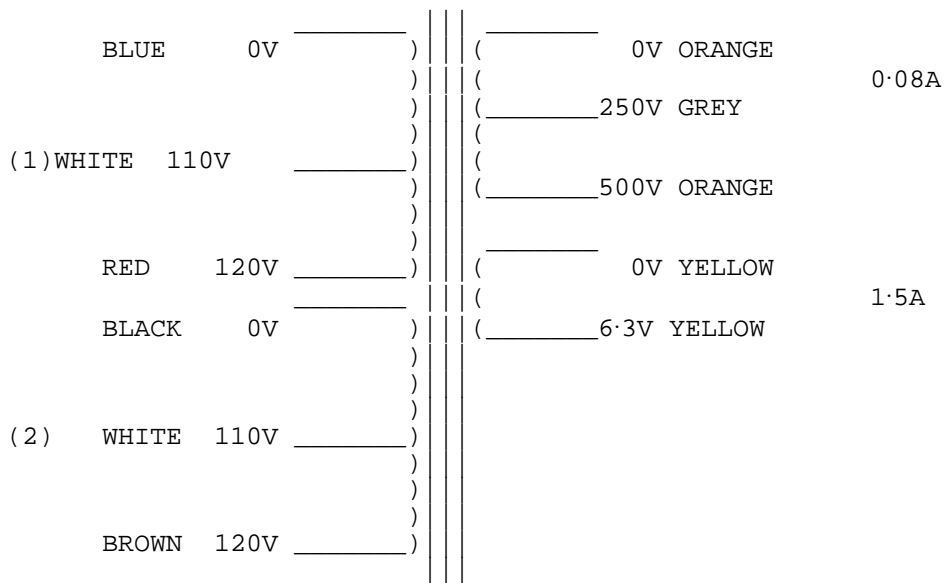 BLUE 0V 0V ORANGE
0·08A
250V GREY
(1)WHITE 110V
500V ORANGE
RED 120V 0V YELLOW
1·5A
BLACK 0V 6·3V YELLOW
(2) WHITE 110V
BROWN 120V